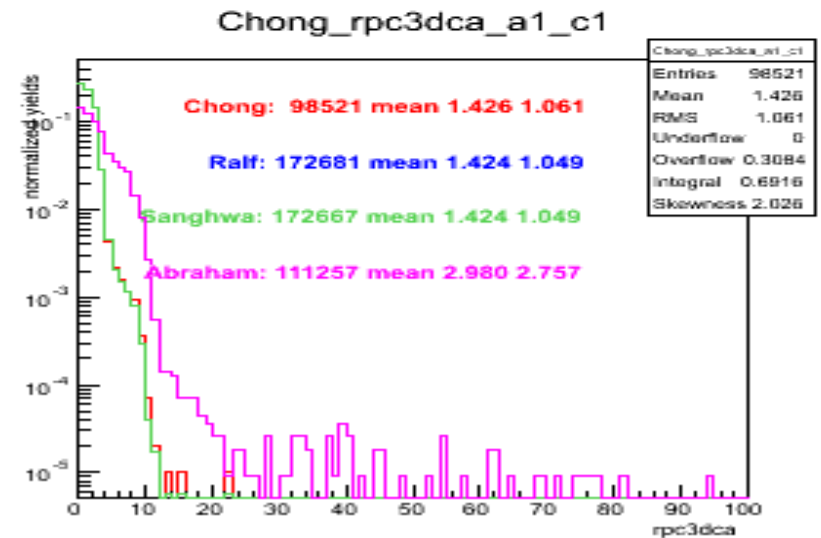 Chong_rpc3dca_a1_c1
Chong_rpc3dca_a1_c1
Entries 98521
Mean 1.426
RMS 1.061
Underflow 0
Overflow 0.3084
Integral 0.6916
Skewness 2.026
normalized yields
Chong: 98521 mean 1.426 1.061
Ralf: 172681 mean 1.424 1.049
Sanghwa: 172667 mean 1.424 1.049
Abraham: 111257 mean 2.980 2.757
10⁻¹
10⁻²
10⁻³
10⁻⁴
10⁻⁵
0 10 20 30 40 50 60 70 80 90 100
rpc3dca